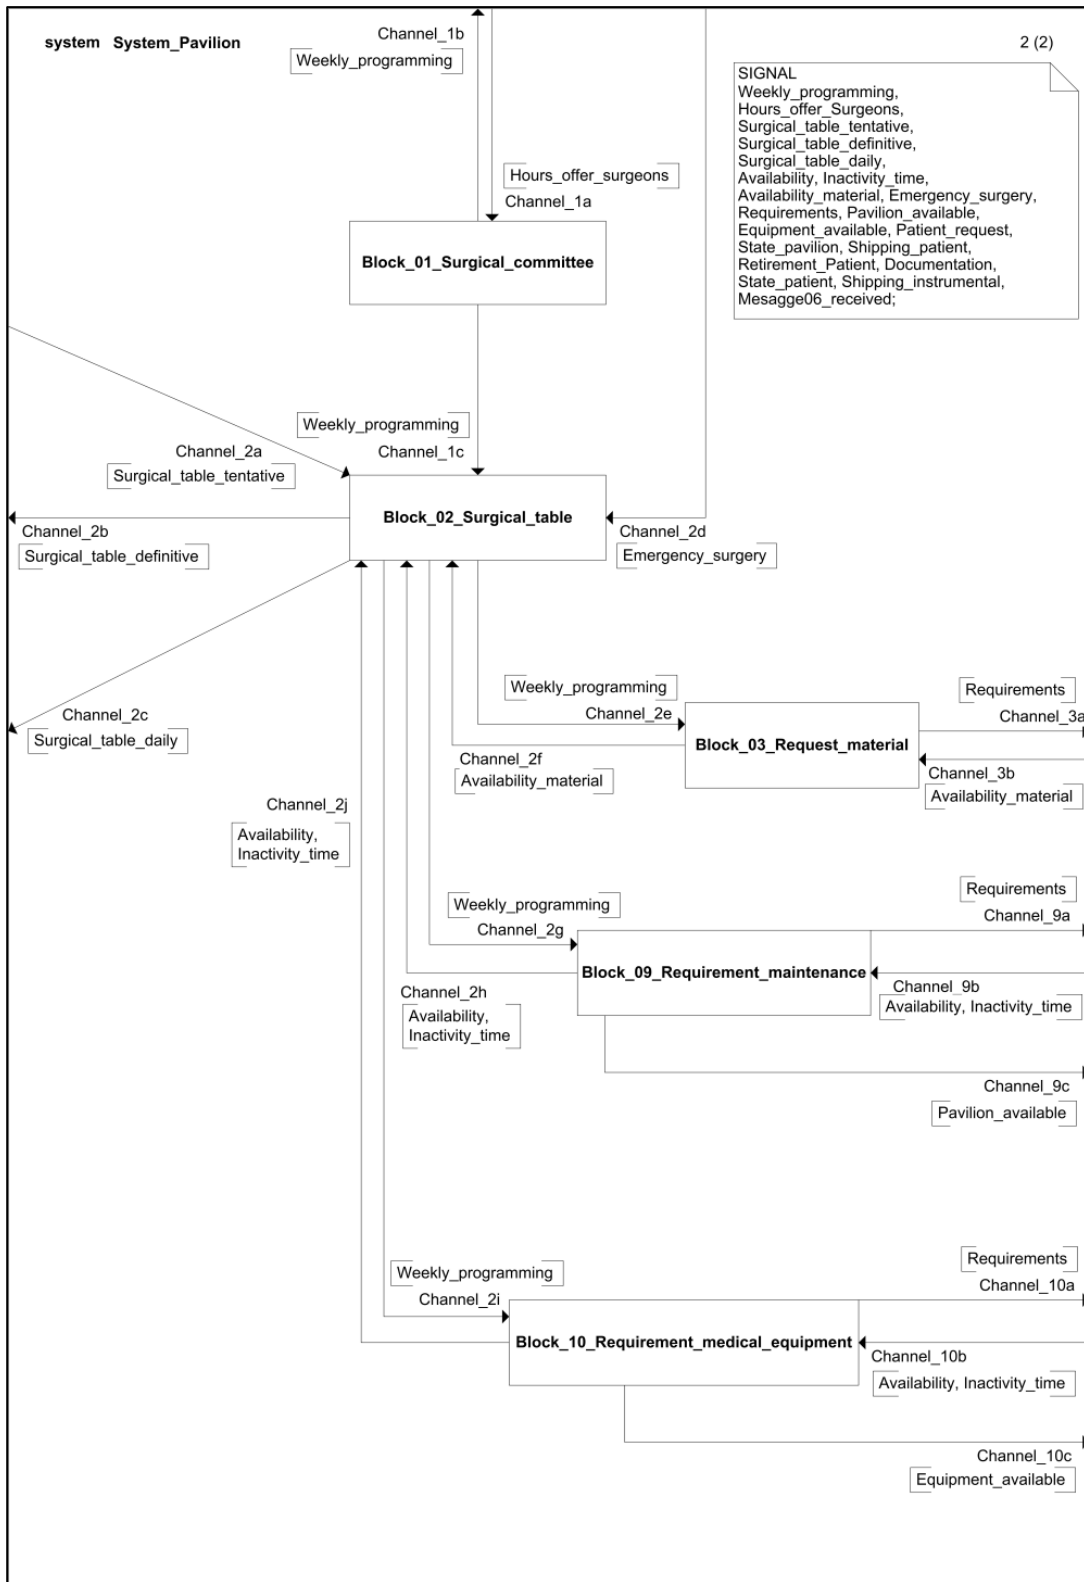 system System_Pavilion
2 (2)
Channel_1b
Weekly_programming
SIGNAL
Weekly_programming,
Hours_offer_Surgeons,
Surgical_table_tentative,
Surgical_table_definitive,
Surgical_table_daily,
Availability, Inactivity_time,
Availability_material, Emergency_surgery,
Requirements, Pavilion_available,
Equipment_available, Patient_request,
State_pavilion, Shipping_patient,
Retirement_Patient, Documentation,
State_patient, Shipping_instrumental,
Mesagge06_received;
Hours_offer_surgeons
Channel_1a
Block_01_Surgical_committee
Weekly_programming
Channel_1c
Channel_2a
Surgical_table_tentative
Block_02_Surgical_table
Channel_2b
Surgical_table_definitive
Channel_2d
Emergency_surgery
Channel_2c
Surgical_table_daily
Weekly_programming
Channel_2e
Requirements
Channel_3a
Block_03_Request_material
Channel_2f
Availability_material
Channel_3b
Availability_material
Channel_2j
Availability,
Inactivity_time
Weekly_programming
Channel_2g
Requirements
Channel_9a
Block_09_Requirement_maintenance
Channel_2h
Availability,
Inactivity_time
Channel_9b
Availability, Inactivity_time
Channel_9c
Pavilion_available
Weekly_programming
Channel_2i
Requirements
Channel_10a
Block_10_Requirement_medical_equipment
Channel_10b
Availability, Inactivity_time
Channel_10c
Equipment_available